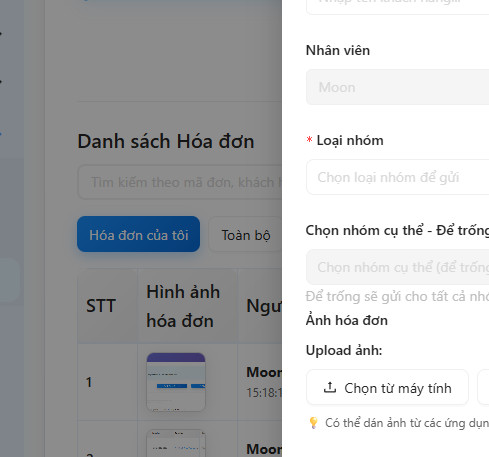 Nhập tên khách hàng...
Nhân viên
Moon
* Loại nhóm
Chọn loại nhóm để gửi
Chọn nhóm cụ thể - Để trống
Chọn nhóm cụ thể (để trống
Để trống sẽ gửi cho tất cả nhó
Ảnh hóa đơn
Upload ảnh:
Chọn từ máy tính
Có thể dán ảnh từ các ứng dụn
Danh sách Hóa đơn
Tìm kiếm theo mã đơn, khách h
Hóa đơn của tôi
Toàn bộ
STT
Hình ảnh
hóa đơn
Ngư
1
Moon
15:18:1
2
Moon